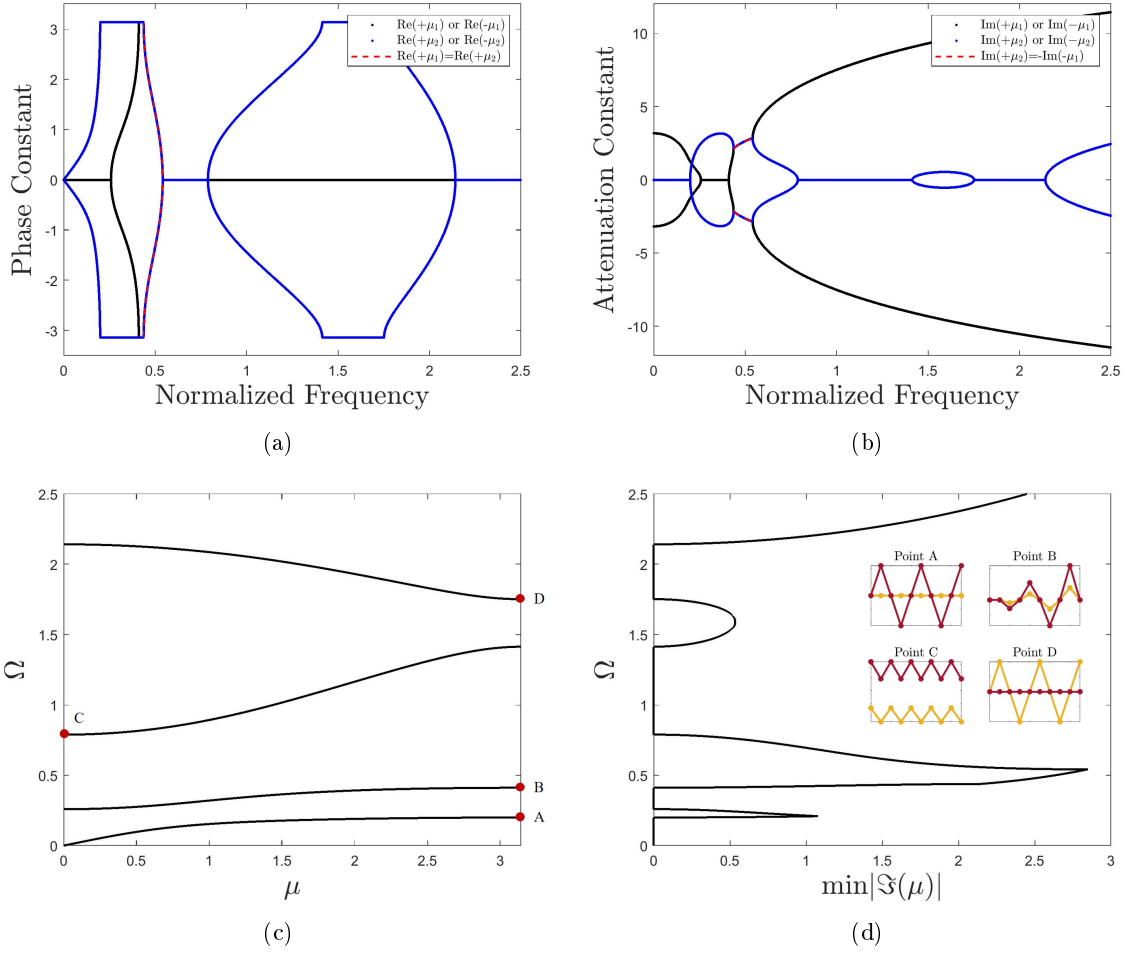 Phase Constant
3
2
1
0
-1
-2
-3
0
0.5
1
1.5
2
2.5
Normalized Frequency
Re(+μ₁) or Re(-μ₁)
Re(+μ₂) or Re(-μ₂)
Re(+μ₁)=Re(+μ₂)
(a)
Attenuation Constant
10
5
0
-5
-10
0
0.5
1
1.5
2
2.5
Normalized Frequency
Im(+μ₁) or Im(−μ₁)
Im(+μ₂) or Im(−μ₂)
Im(+μ₂)=-Im(-μ₁)
(b)
Ω
2.5
2
1.5
1
0.5
0
0
0.5
1
1.5
2
2.5
3
μ
D
C
B
A
(c)
Ω
2.5
2
1.5
1
0.5
0
0
0.5
1
1.5
2
2.5
3
min|ℑ(μ)|
Point A
Point B
Point C
Point D
(d)